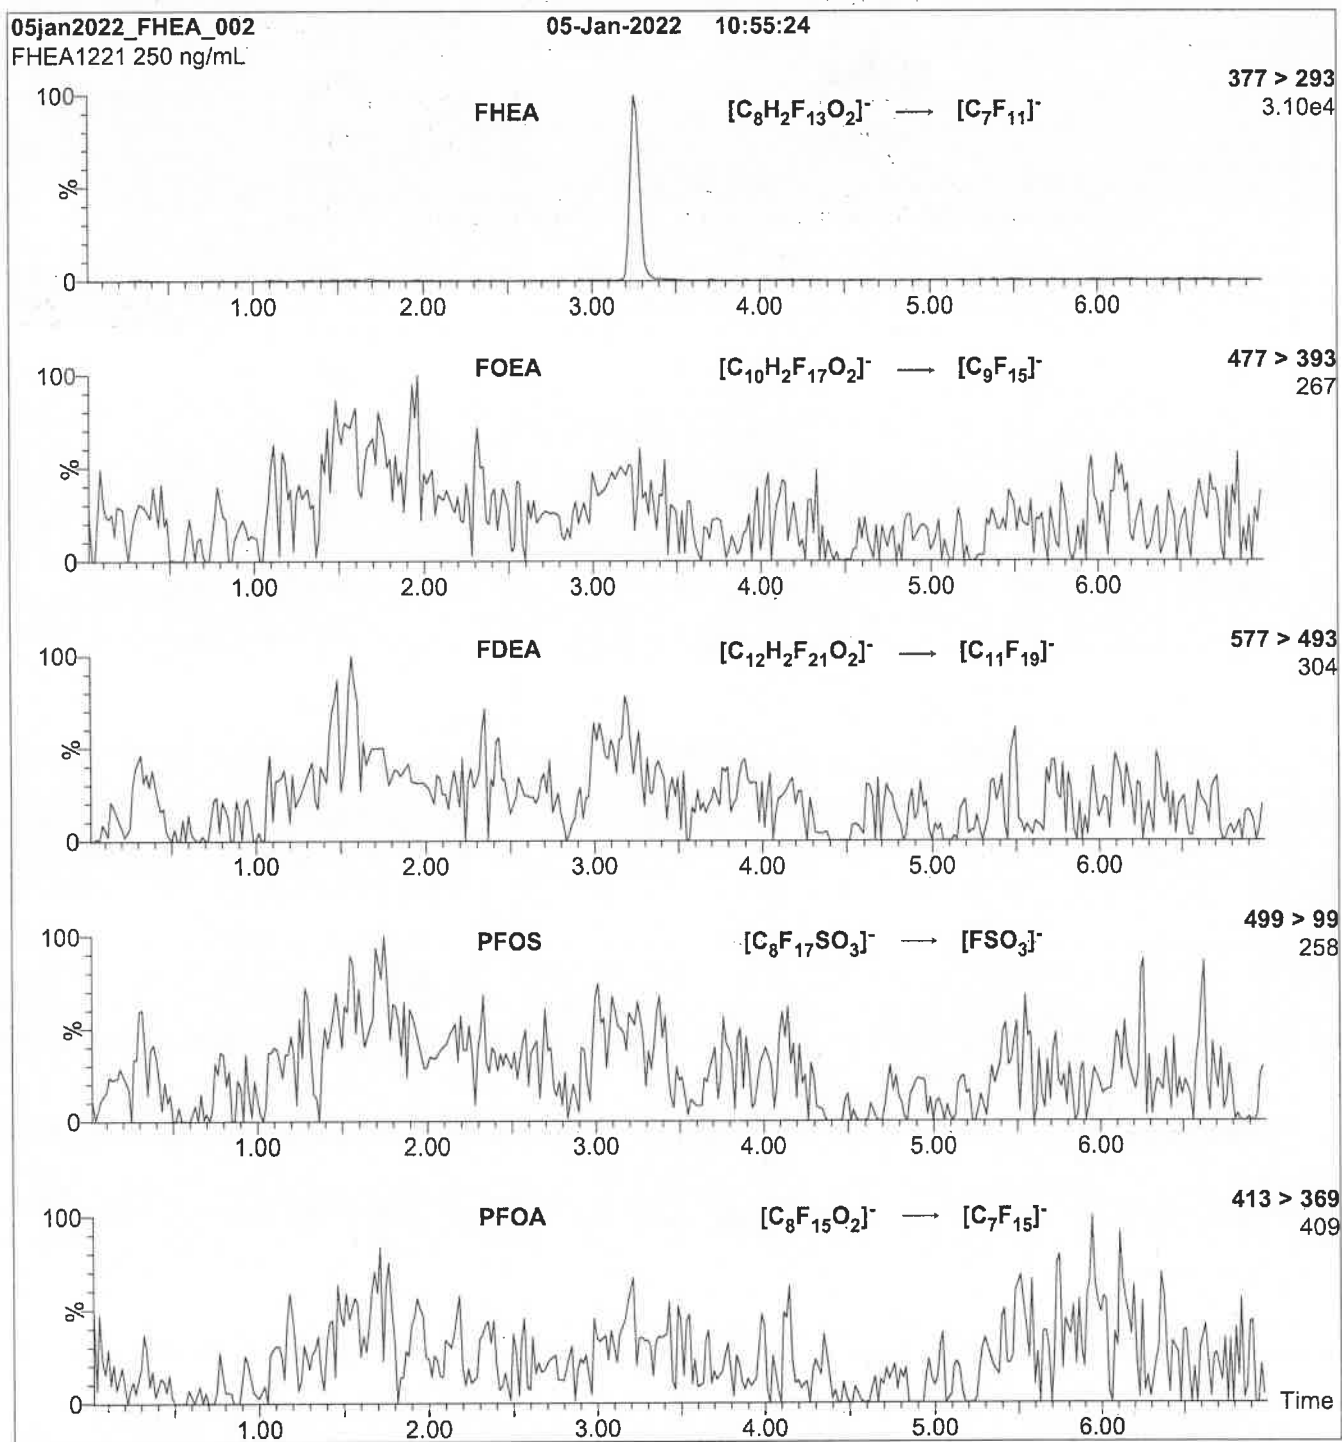 05jan2022_FHEA_002 05-Jan-2022 10:55:24
FHEA1221 250 ng/mL
377 > 293
3.10e4
FHEA [C8H2F13O2]- → [C7F11]-
100
%
0
1.00 2.00 3.00 4.00 5.00 6.00
477 > 393
267
FOEA [C10H2F17O2]- → [C9F15]-
100
%
0
1.00 2.00 3.00 4.00 5.00 6.00
577 > 493
304
FDEA [C12H2F21O2]- → [C11F19]-
100
%
0
1.00 2.00 3.00 4.00 5.00 6.00
499 > 99
258
PFOS [C8F17SO3]- → [FSO3]-
100
%
0
1.00 2.00 3.00 4.00 5.00 6.00
413 > 369
409
PFOA [C8F15O2]- → [C7F15]-
100
%
0
1.00 2.00 3.00 4.00 5.00 6.00
Time